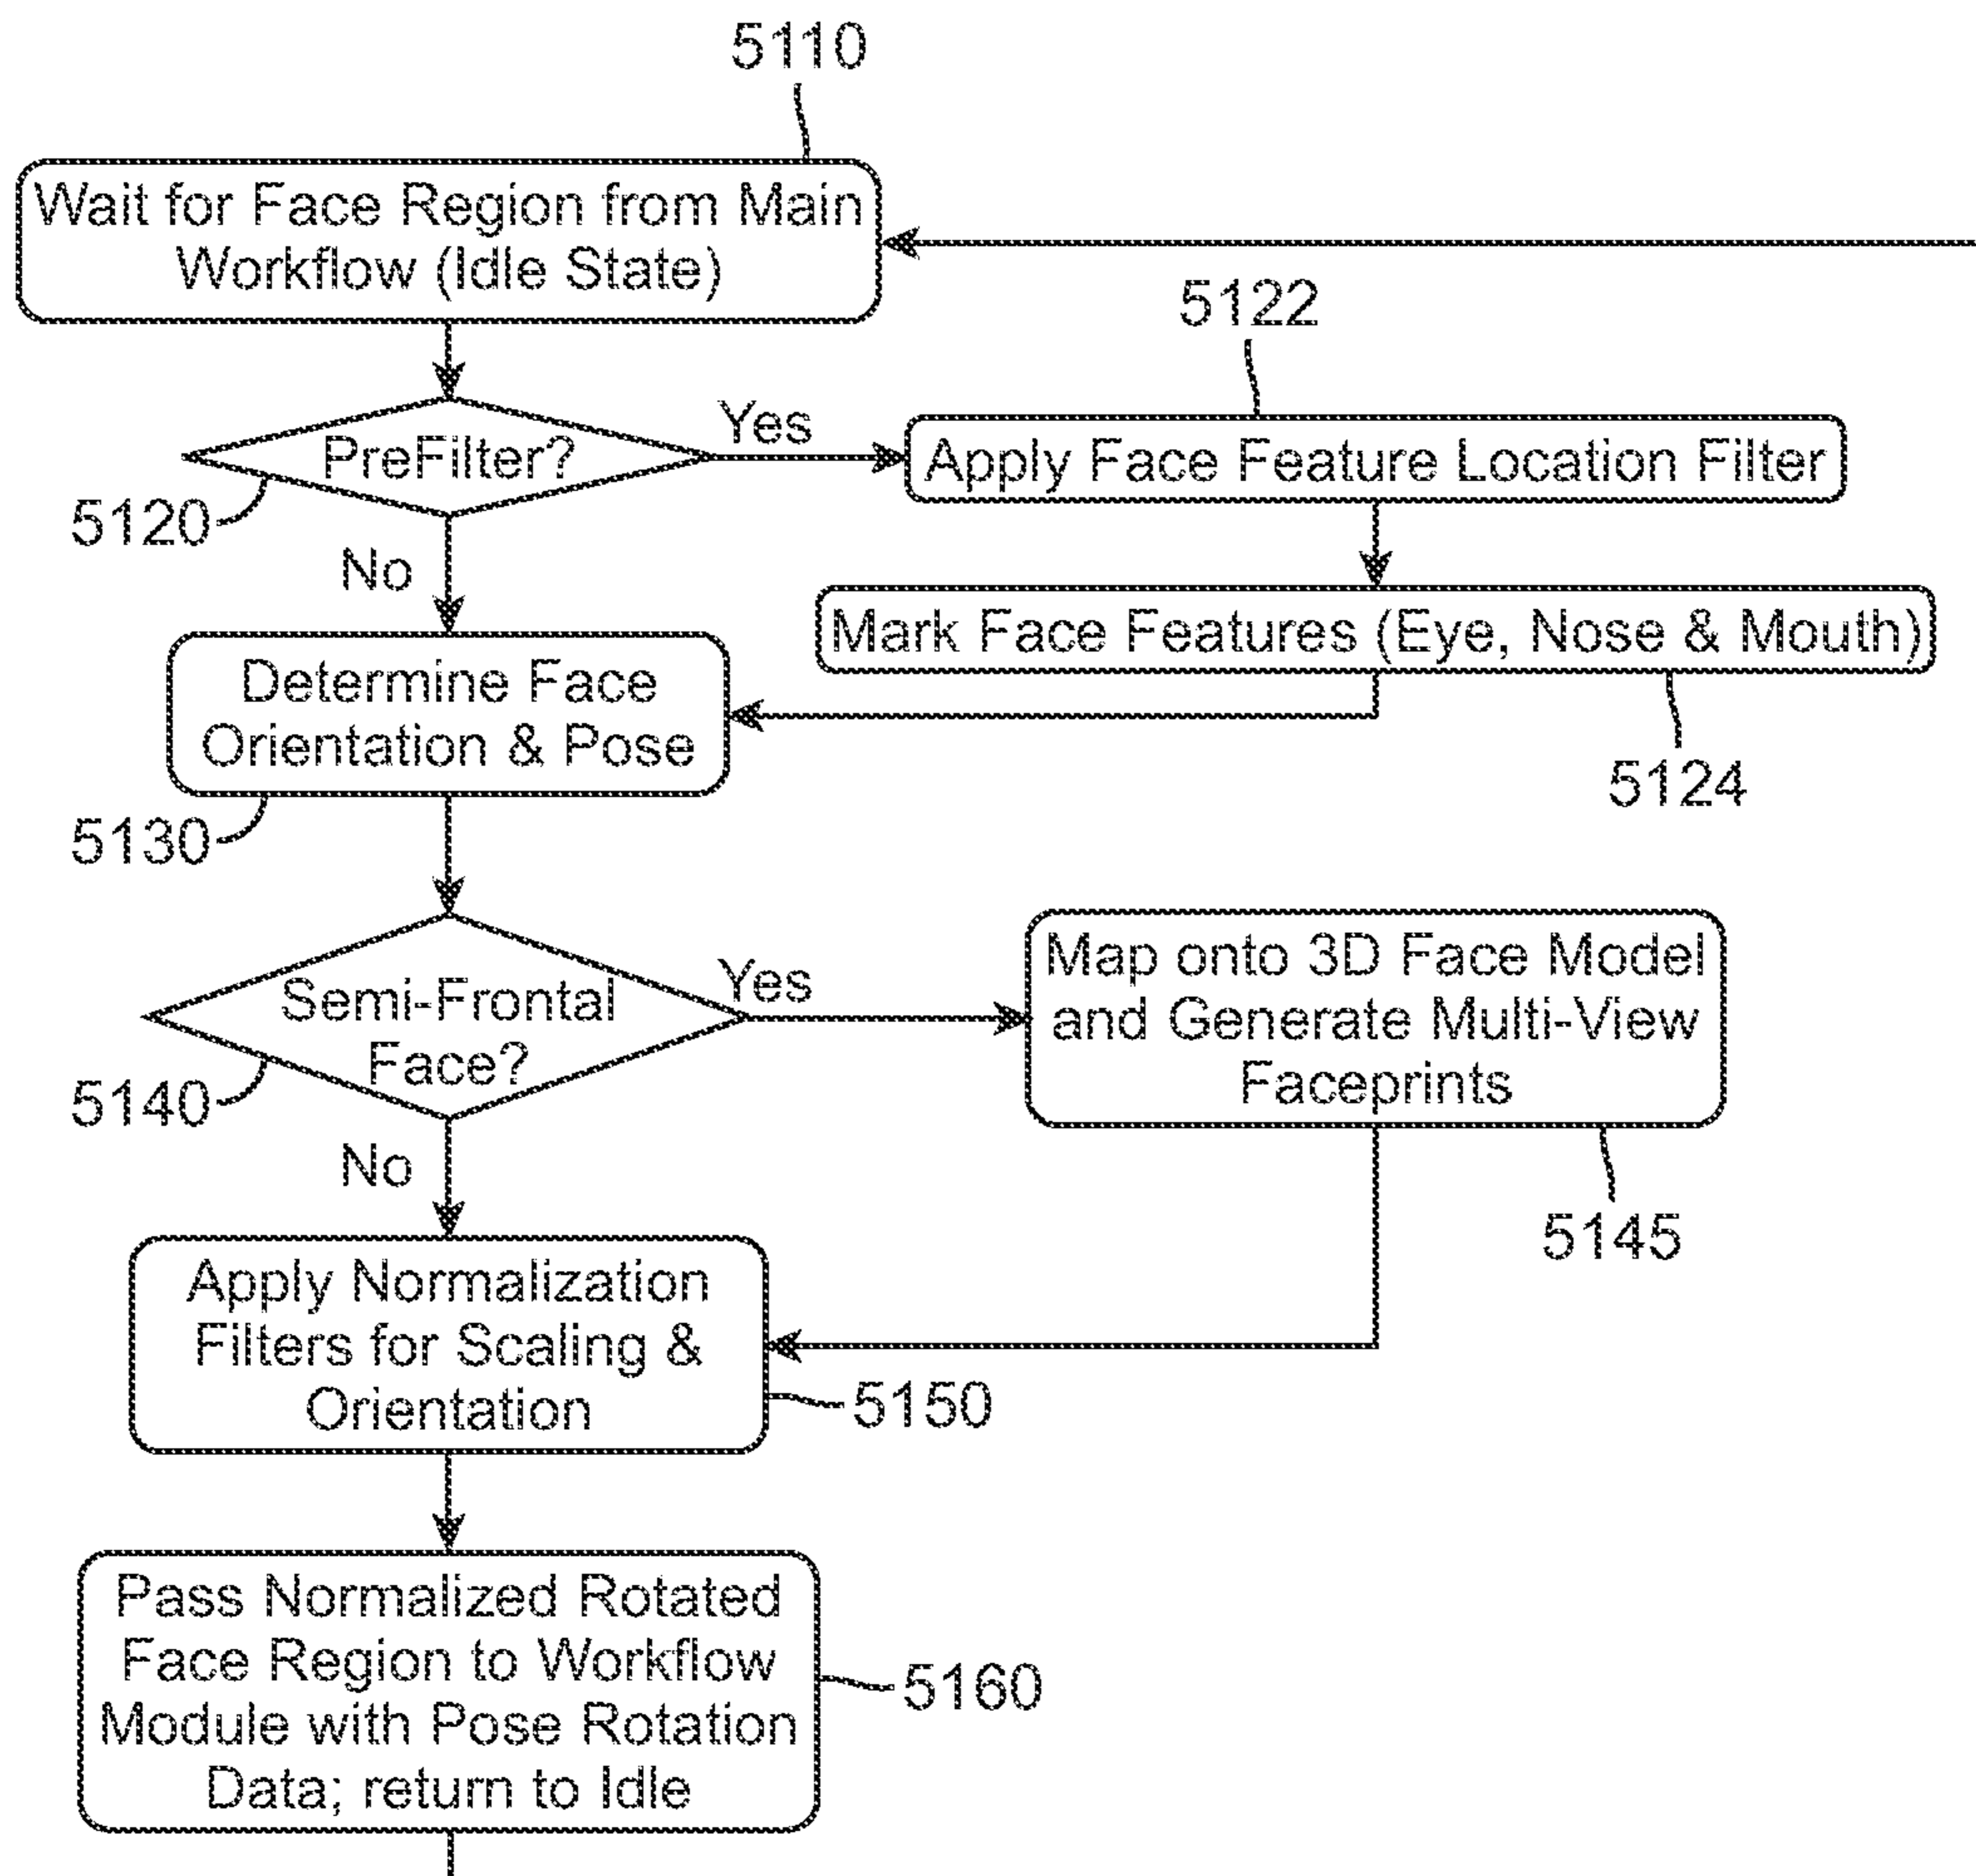 5110
Wait for Face Region from Main
Workflow (Idle State)
5122
Yes
PreFilter?
Apply Face Feature Location Filter
5120
No
Mark Face Features (Eye, Nose & Mouth)
Determine Face
Orientation & Pose
5124
5130
Yes
Semi-Frontal
Face?
Map onto 3D Face Model
and Generate Multi-View
Faceprints
5140
No
5145
Apply Normalization
Filters for Scaling &
Orientation
5150
Pass Normalized Rotated
Face Region to Workflow
Module with Pose Rotation
Data; return to Idle
5160